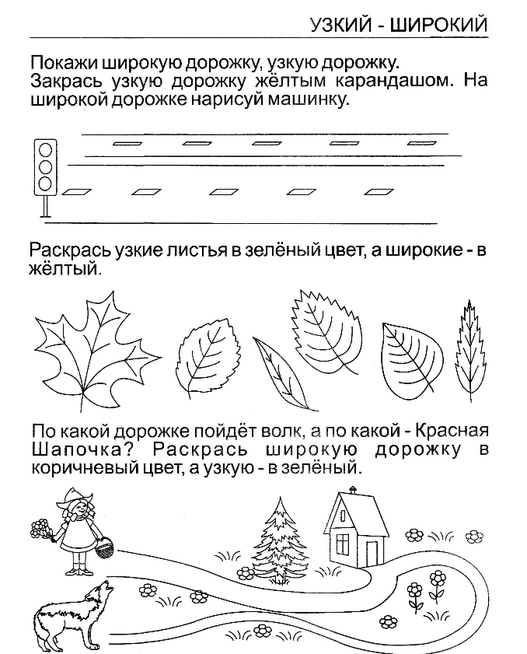 УЗКИЙ - ШИРОКИЙ
Покажи широкую дорожку, узкую дорожку.
Закрась узкую дорожку жёлтым карандашом. На
широкой дорожке нарисуй машинку.
Раскрась узкие листья в зелёный цвет, а широкие - в
жёлтый.
По какой дорожке пойдёт волк, а по какой - Красная
Шапочка? Раскрась широкую дорожку в
коричневый цвет, а узкую - в зелёный.